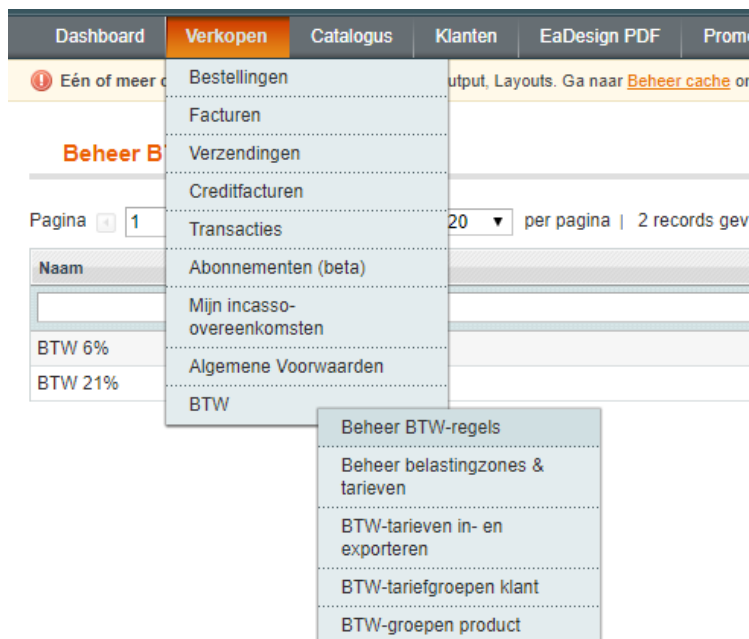 Dashboard Verkopen Catalogus Klanten EaDesign PDF
Eén of meer utput, Layouts. Ga naar Beheer cache
Bestellingen
Facturen
Beheer
Verzendingen
Creditfacturen
Pagina 1 20 per pagina | 2 records
Transacties
Naam
Abonnementen (beta)
Mijn incasso-
overeenkomsten
BTW 6%
Algemene Voorwaarden
BTW 21%
BTW
Beheer BTW-regels
Beheer belastingzones &
tarieven
BTW-tarieven in- en
exporteren
BTW-tariefgroepen klant
BTW-groepen product